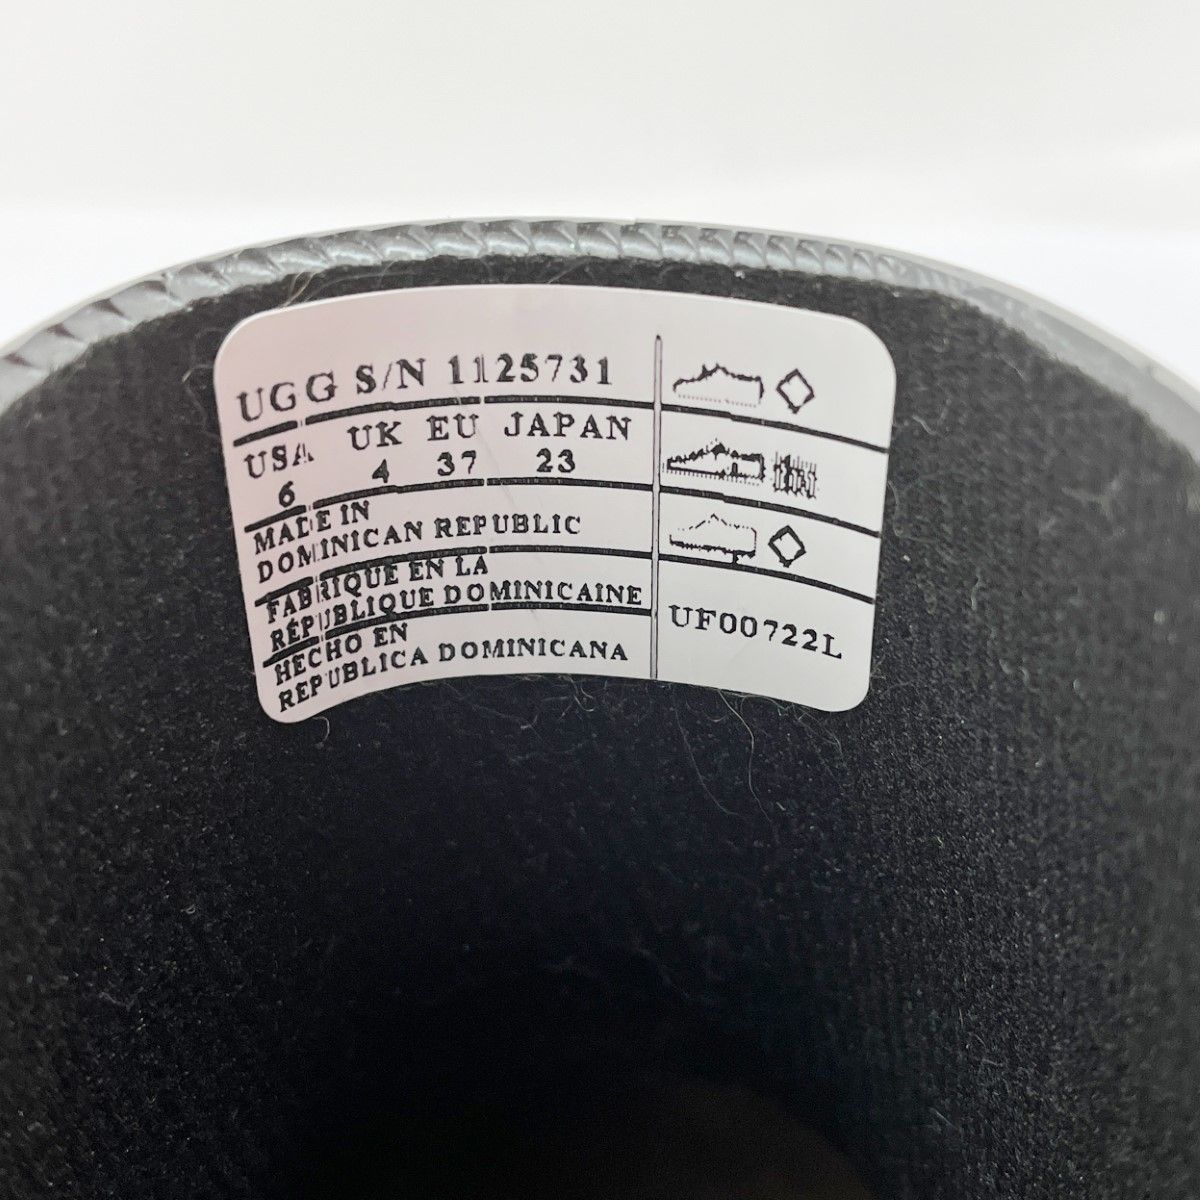 UGG S/N 1125731
USA UK EU JAPAN
6 4 37 23
MADE IN
DOMINICAN REPUBLIC
FABRIQUE EN LA
RÉPUBLIQUE DOMINICAINE
HECHO EN
REPUBLICA DOMINICANA
UF00722L